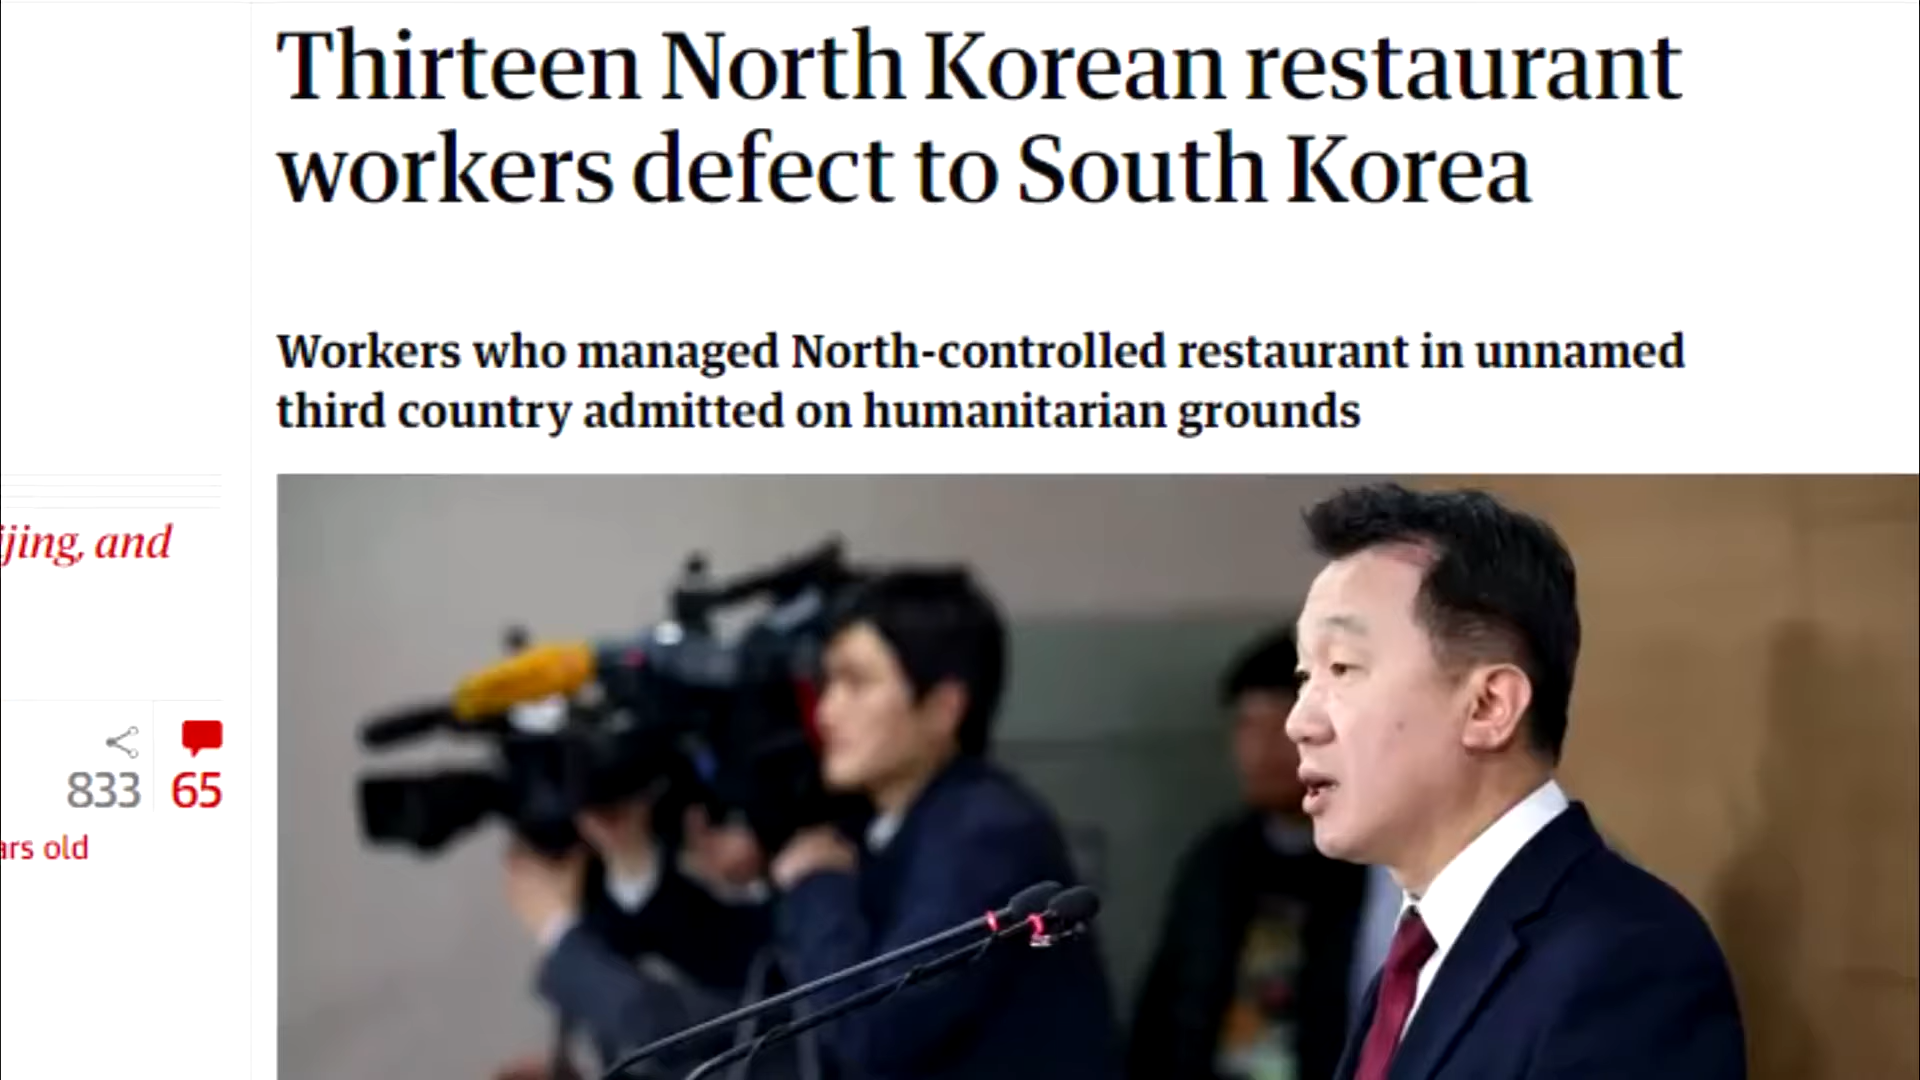 Thirteen North Korean restaurant
workers defect to South Korea
Workers who managed North-controlled restaurant in unnamed
third country admitted on humanitarian grounds
ijing, and
833 65
ars old